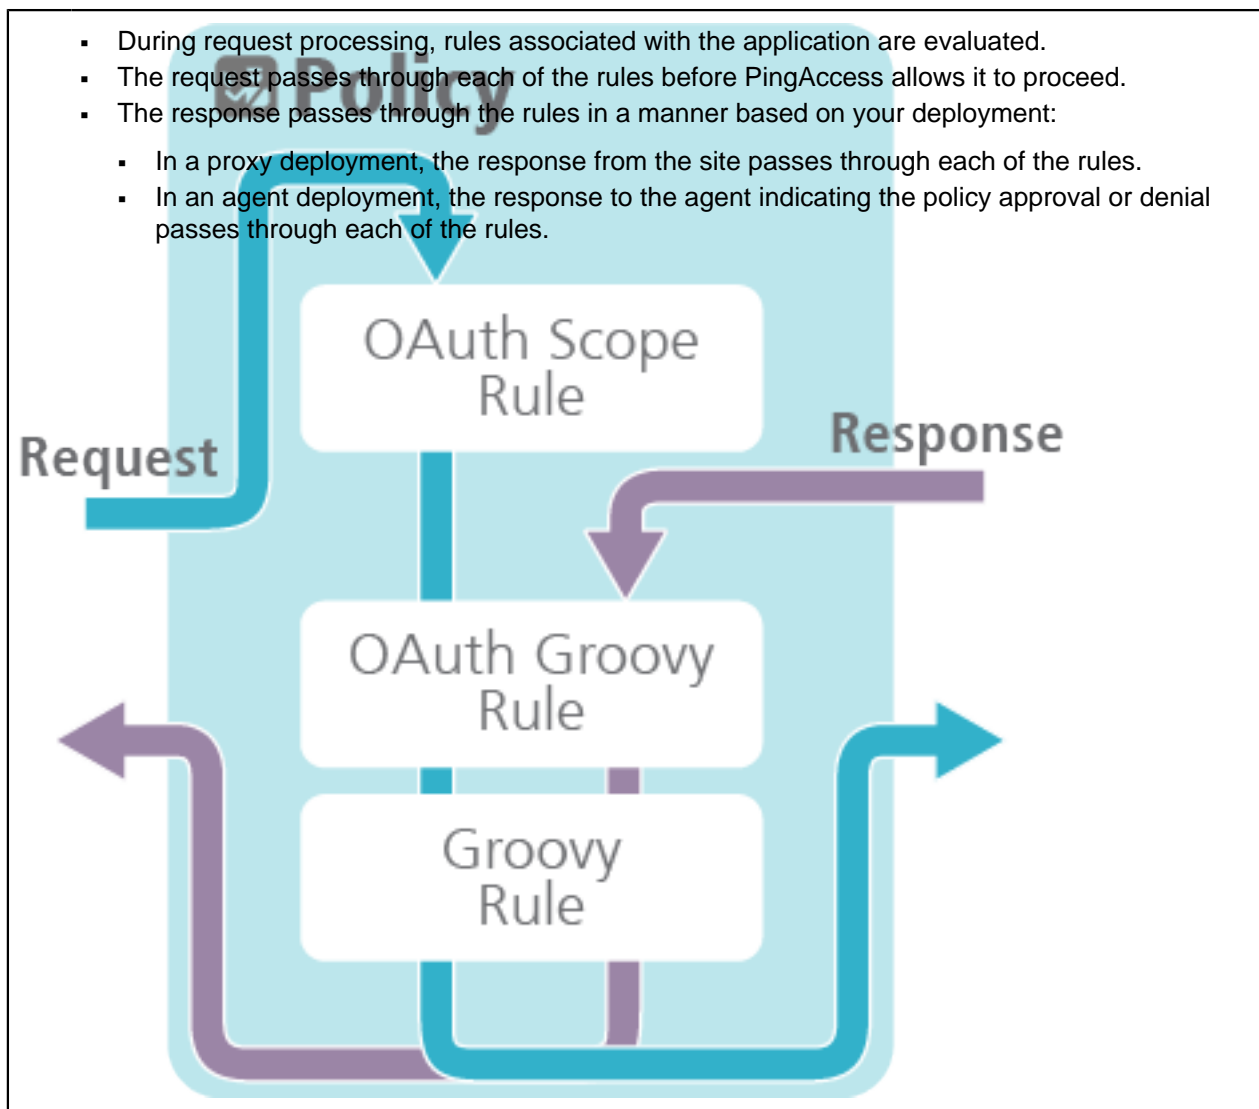 ▪ During request processing, rules associated with the application are evaluated.
▪ The request passes through each of the rules before PingAccess allows it to proceed.
▪ The response passes through the rules in a manner based on your deployment:
▪ In a proxy deployment, the response from the site passes through each of the rules.
▪ In an agent deployment, the response to the agent indicating the policy approval or denial
passes through each of the rules.
Policy
OAuth Scope
Rule
Request
Response
OAuth Groovy
Rule
Groovy
Rule